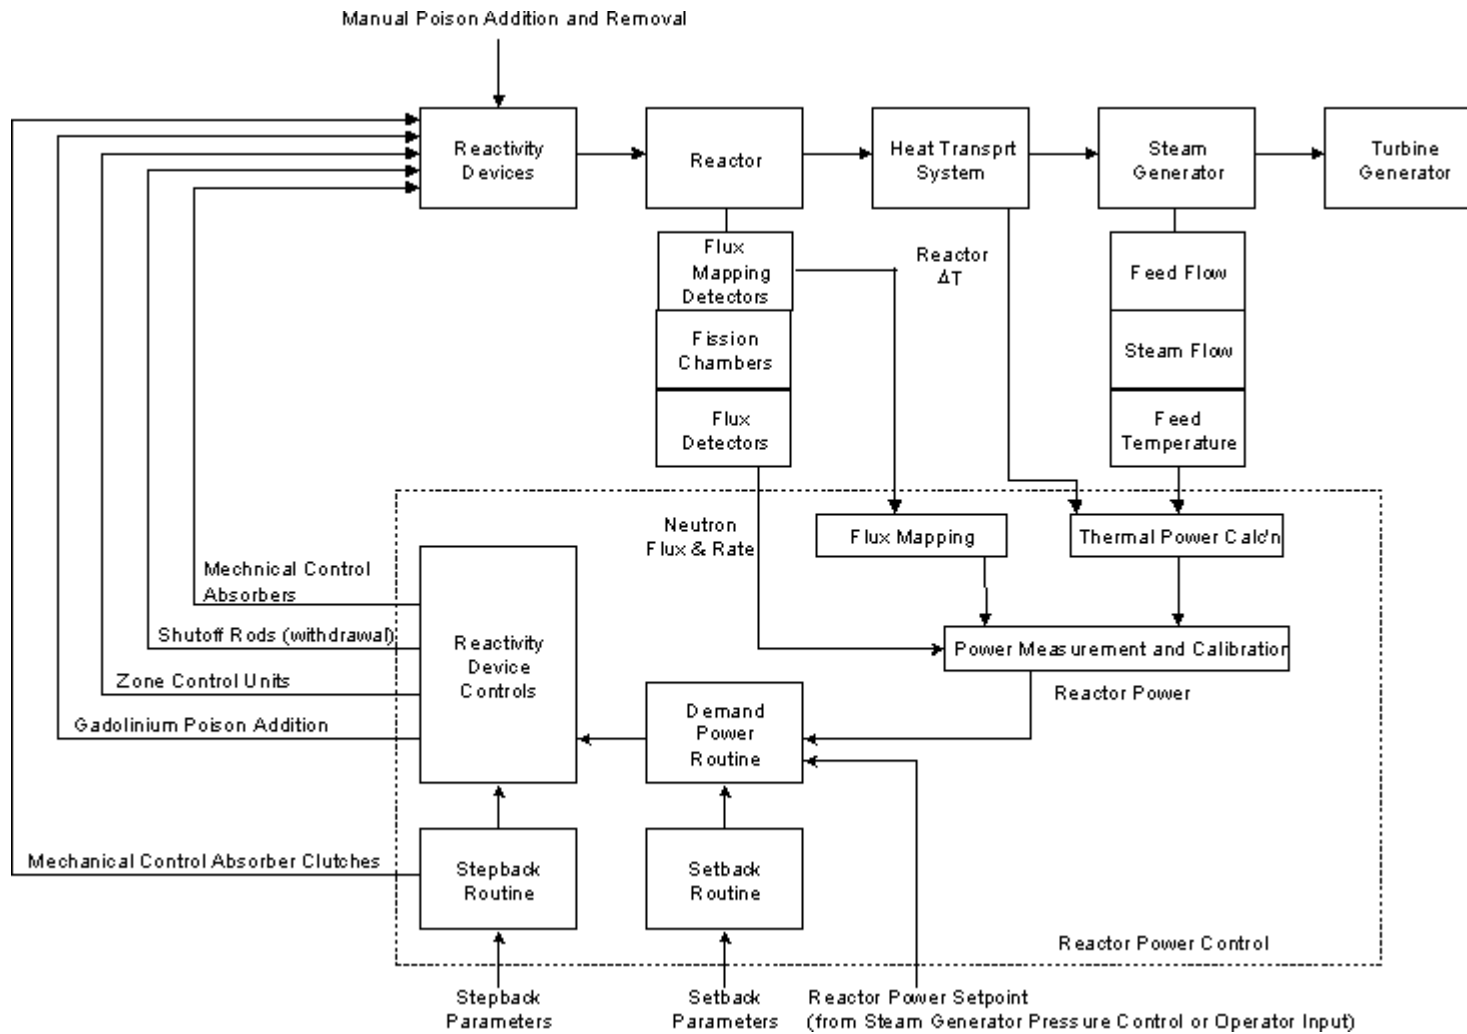 Manual Poison Addition and Removal
Reactivity
Devices
Reactor
Heat Transprt
System
Steam
Generator
Turbine
Generator
Flux
Mapping
Detectors
Reactor
ΔT
Feed Flow
Fission
Chambers
Steam Flow
Flux
Detectors
Feed
Temperature
Neutron
Flux & Rate
Flux Mapping
Thermal Power Calc'n
Mechnical Control
Absorbers
Shutoff Rods (withdrawal)
Zone Control Units
Gadolinium Poison Addition
Reactivity
Device
Controls
Power Measurement and Calibration
Reactor Power
Demand
Power
Routine
Mechanical Control Absorber Clutches
Stepback
Routine
Setback
Routine
Reactor Power Control
Stepback
Parameters
Setback
Parameters
Reactor Power Setpoint
(from Steam Generator Pressure Control or Operator Input)